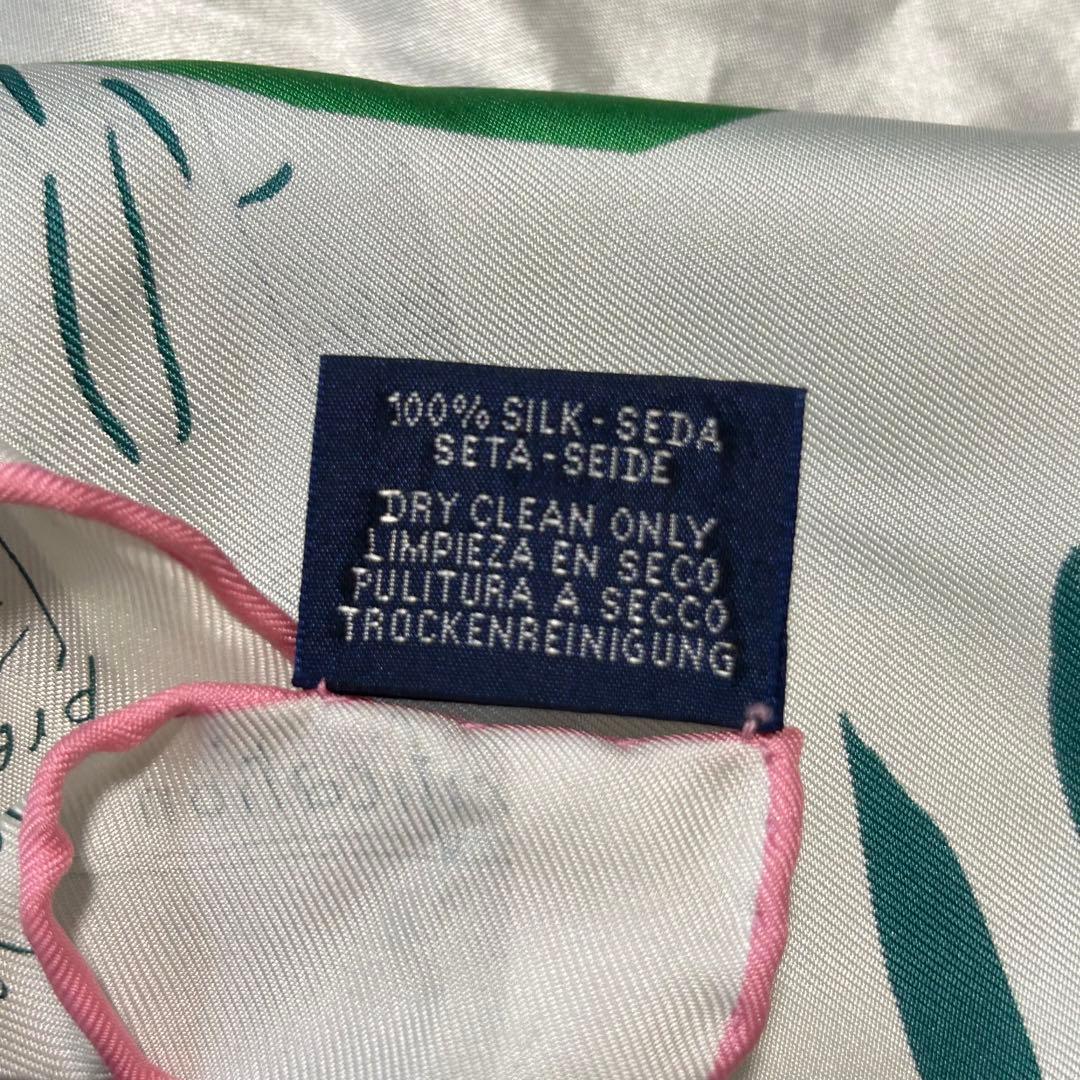 100% SILK - SEDA
SETA - SEIDE
DRY CLEAN ONLY
LIMPIEZA EN SECO
PULITURA A SECCO
TROCKENREINIGUNG